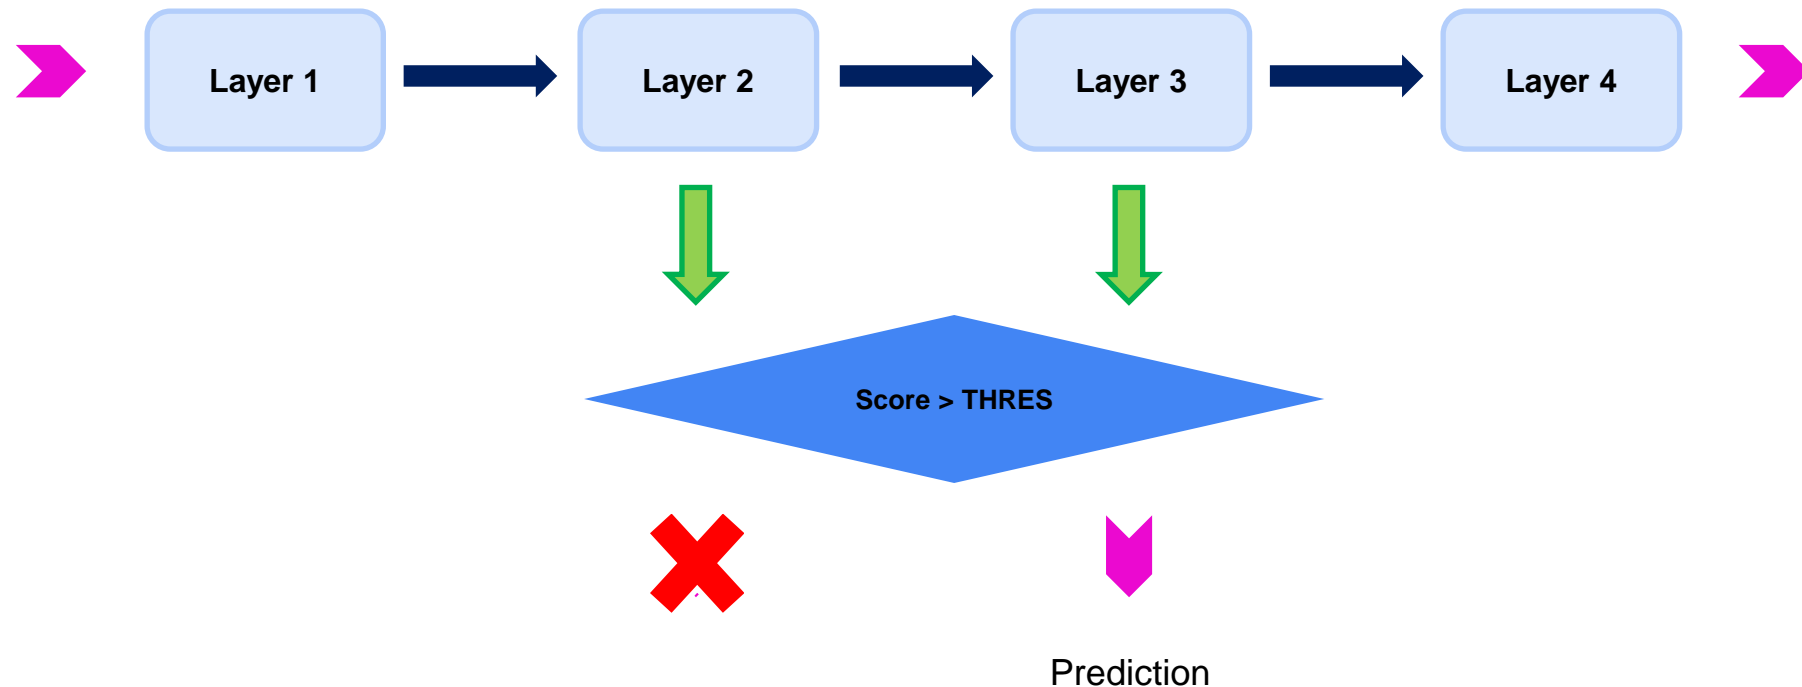 Layer 1
Layer 2
Layer 3
Layer 4
Score > THRES
Prediction